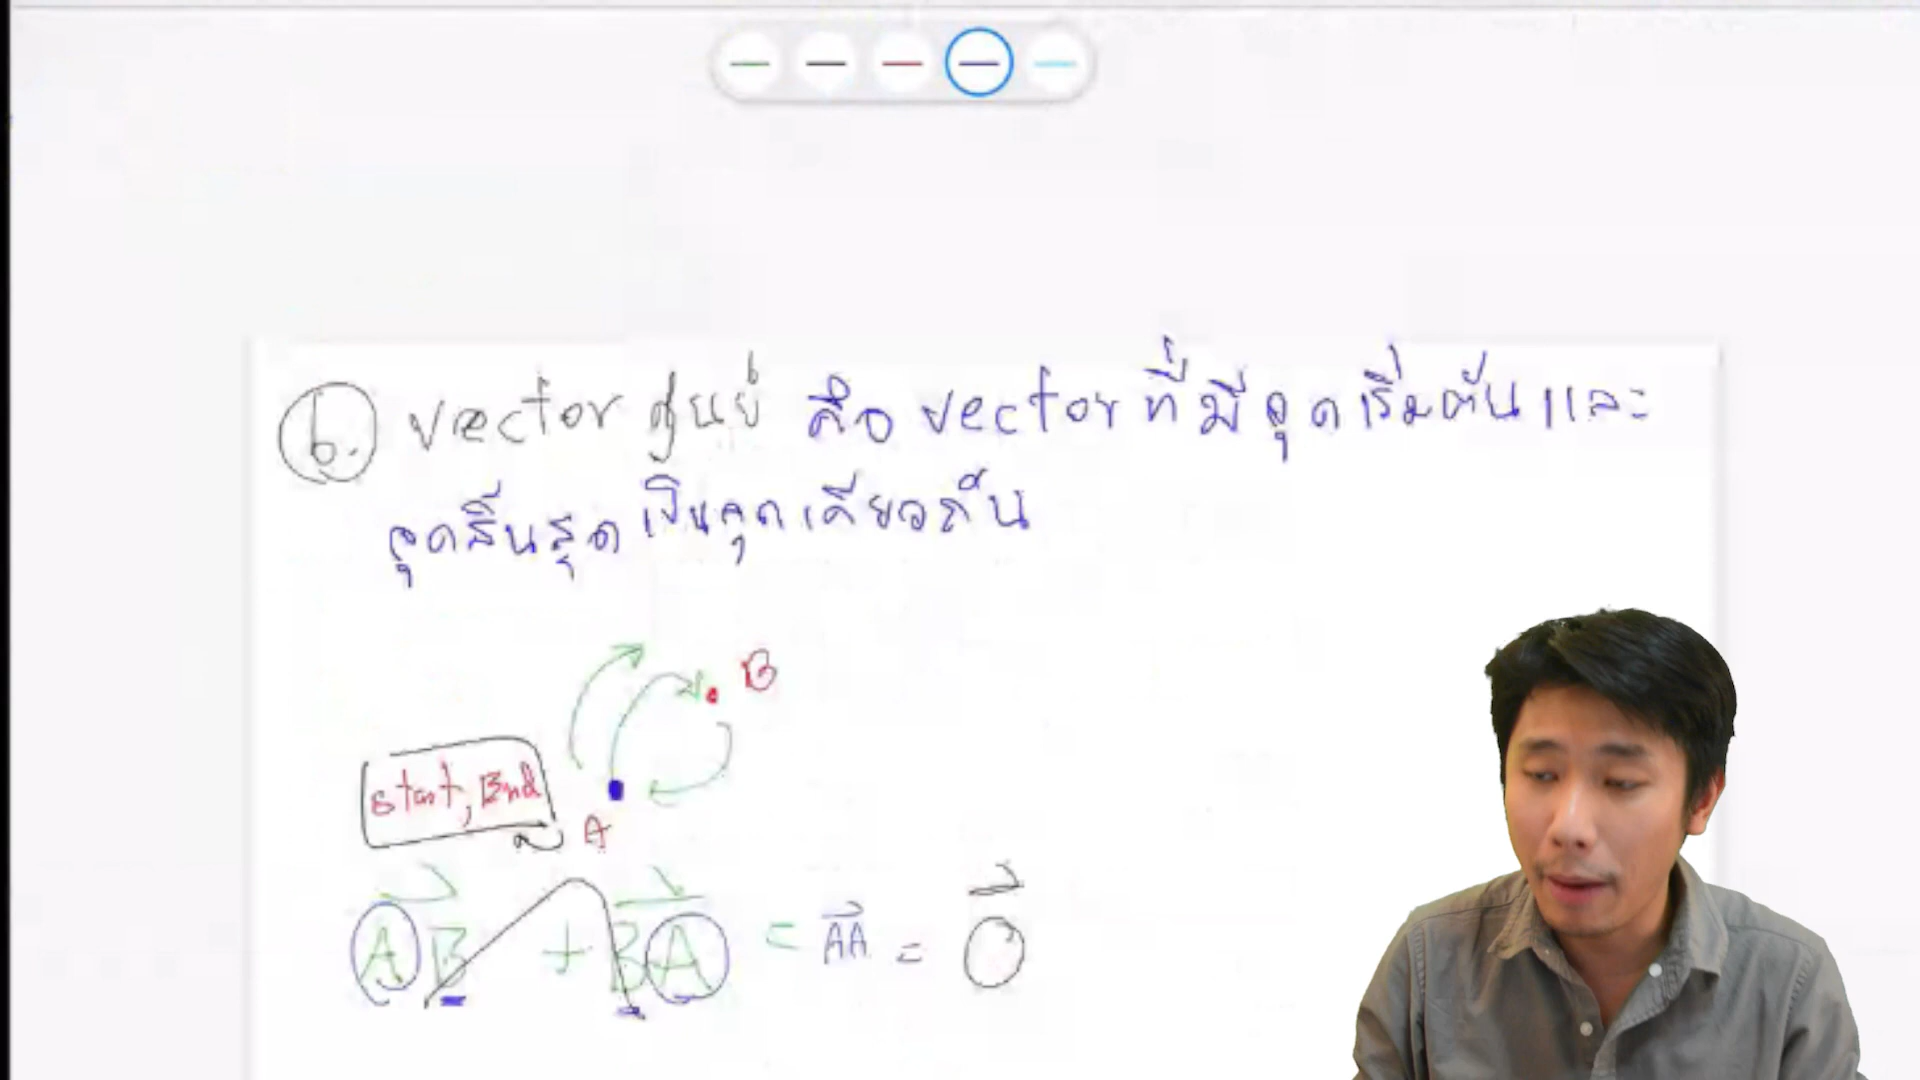 6. vector ศูนย์ คือ vector ที่มีจุดเริ่มต้นและ
จุดสิ้นสุดเป็นจุดเดียวกัน
B
start, End
A
AB + BA = AA = 0